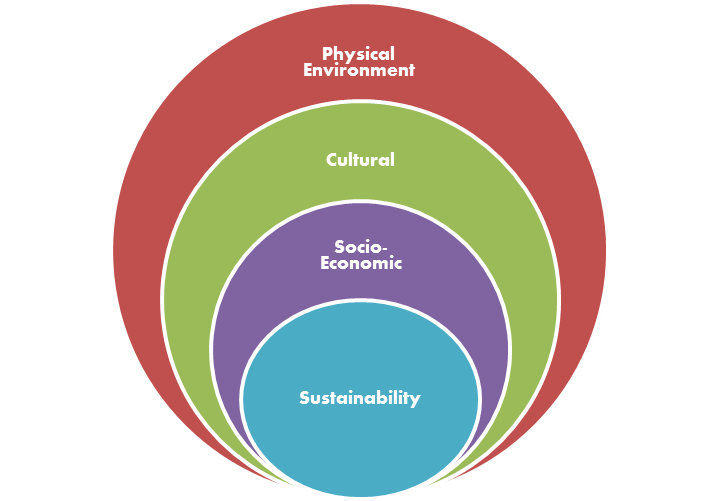 Physical
Environment
Cultural
Socio-
Economic
Sustainability